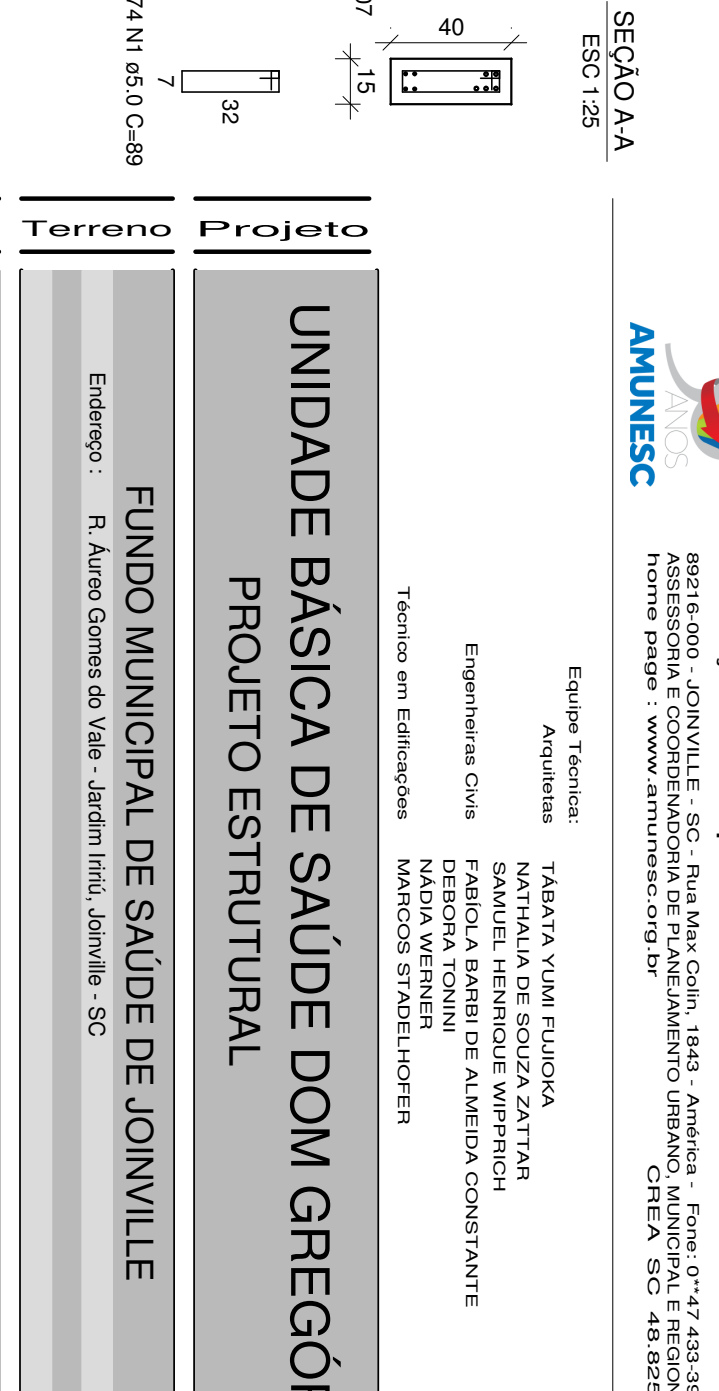 SEÇÃO A-A
ESC 1:25
40
15
07
32
7
74 N1 ø5.0 C=89
ANOS
AMUNESC
89216-000 - JOINVILLE - SC - Rua Max Colin, 1843 - América - Fone: 0**47 433-39
ASSESSORIA E COORDENADORIA DE PLANEJAMENTO URBANO, MUNICIPAL E REGION
home page : www.amunesc.org.br CREA SC 48.825
Equipe Técnica:
Arquitetas TÁBATA YUMI FUJIOKA
NATHALIA DE SOUZA ZATTAR
SAMUEL HENRIQUE WIPPRICH
Engenheiras Civis FABÍOLA BARBI DE ALMEIDA CONSTANTE
DEBORA TONINI
NÁDIA WERNER
Técnico em Edificações MARCOS STADELHOFER
Projeto
UNIDADE BÁSICA DE SAÚDE DOM GREGÓR
PROJETO ESTRUTURAL
Terreno
FUNDO MUNICIPAL DE SAÚDE DE JOINVILLE
Endereço : R. Áureo Gomes do Vale - Jardim Iririú, Joinville - SC